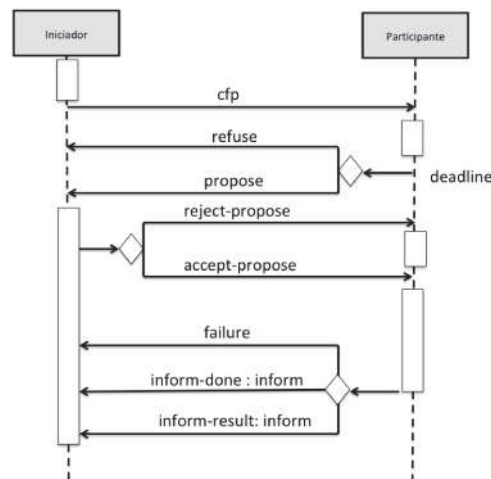 Iniciador
Participante
cfp
refuse
deadline
propose
reject-propose
accept-propose
failure
inform-done : inform
inform-result: inform